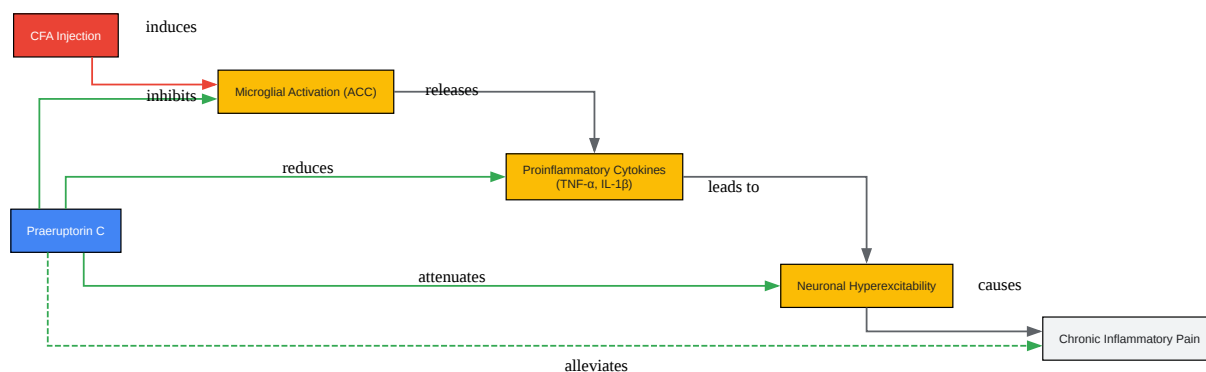 CFA Injection
induces
Microglial Activation (ACC)
inhibits
releases
Proinflammatory Cytokines
(TNF-α, IL-1β)
reduces
leads to
Praeruptorin C
attenuates
Neuronal Hyperexcitability
causes
Chronic Inflammatory Pain
alleviates